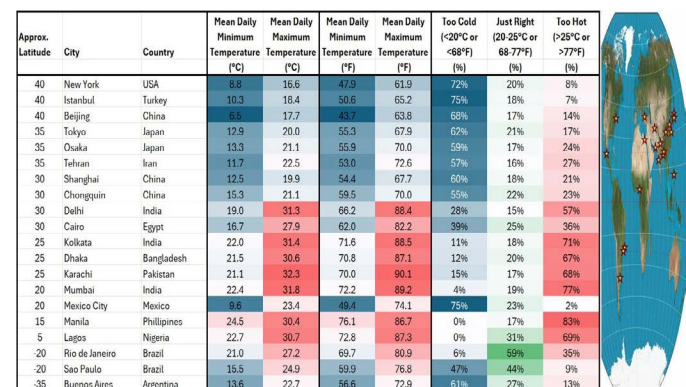 Approx. Latitude City Country Mean Daily Minimum Temperature (°C) Mean Daily Maximum Temperature (°C) Mean Daily Minimum Temperature (°F) Mean Daily Maximum Temperature (°F) Too Cold (<20°C or <68°F) (%) Just Right (20-25°C or 68-77°F) (%) Too Hot (>25°C or >77°F) (%)
40 New York USA 8.8 16.6 47.9 61.9 72% 20% 8%
40 Istanbul Turkey 10.3 18.4 50.6 65.2 75% 18% 7%
40 Beijing China 6.5 17.7 43.7 63.8 68% 17% 14%
35 Tokyo Japan 12.9 20.0 55.3 67.9 62% 21% 17%
35 Osaka Japan 13.3 21.1 55.9 70.0 59% 17% 24%
35 Tehran Iran 11.7 22.5 53.0 72.6 57% 16% 27%
30 Shanghai China 12.5 19.9 54.4 67.7 60% 18% 21%
30 Chongquin China 15.3 21.1 59.5 70.0 55% 22% 23%
30 Delhi India 19.0 31.3 66.2 88.4 28% 15% 57%
30 Cairo Egypt 16.7 27.9 62.0 82.2 39% 25% 36%
25 Kolkata India 22.0 31.4 71.6 88.5 11% 18% 71%
25 Dhaka Bangladesh 21.5 30.6 70.8 87.1 12% 20% 67%
25 Karachi Pakistan 21.1 32.3 70.0 90.1 15% 17% 68%
20 Mumbai India 22.4 31.8 72.2 89.2 4% 19% 77%
20 Mexico City Mexico 9.6 23.4 49.4 74.1 75% 23% 2%
15 Manila Phillipines 24.5 30.4 76.1 86.7 0% 17% 83%
5 Lagos Nigeria 22.7 30.7 72.8 87.3 0% 31% 69%
-20 Rio de Janeiro Brazil 21.0 27.2 69.7 80.9 6% 59% 35%
-20 Sao Paulo Brazil 15.5 24.9 59.9 76.8 47% 44% 9%
-35 Buenos Aires Argentina 13.6 22.7 56.6 72.9 61% 27% 13%